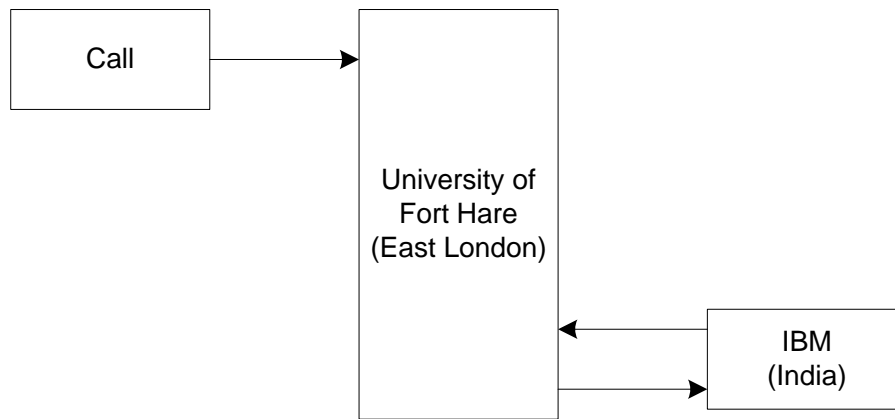 Call
University of
Fort Hare
(East London)
IBM
(India)